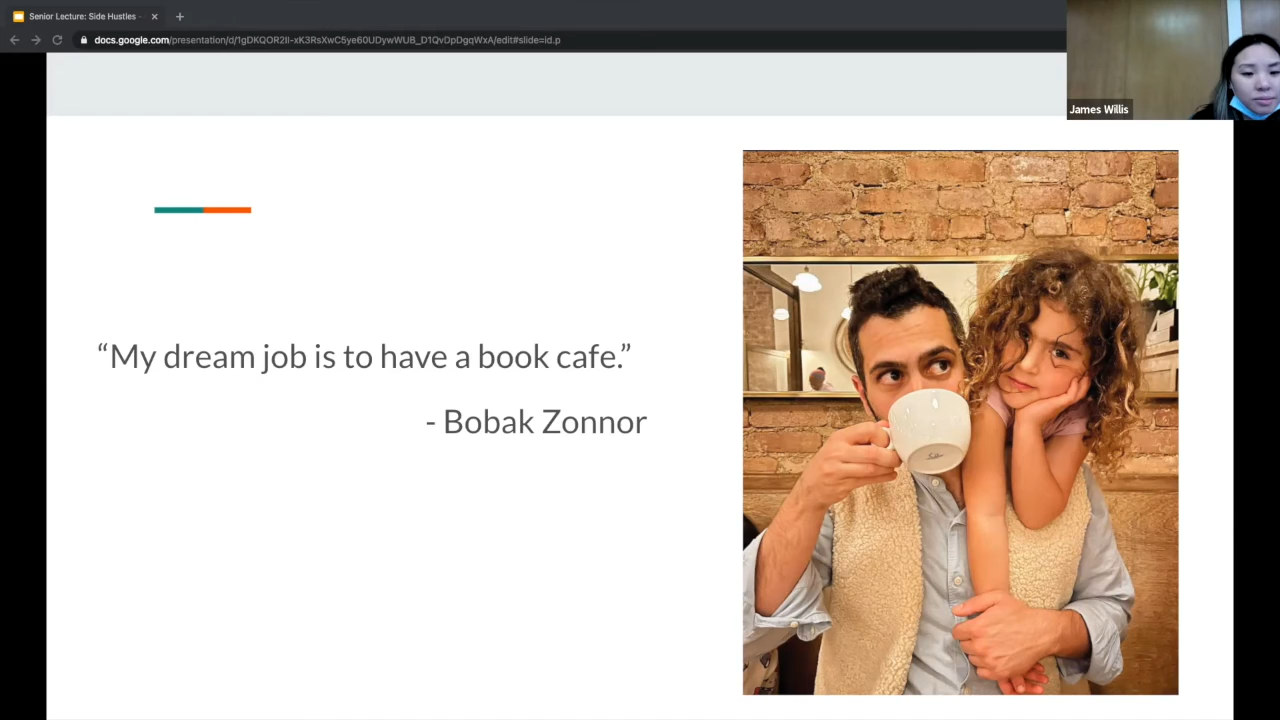 Senior Lecture: Side Hustles -
docs.google.com/presentation/d/1gDKQOR2II-xK3RsXwC5ye60UDywWUB_D1QvDpDgqWxA/edit#slide=id.p
James Willis
“My dream job is to have a book cafe.”
- Bobak Zonnor